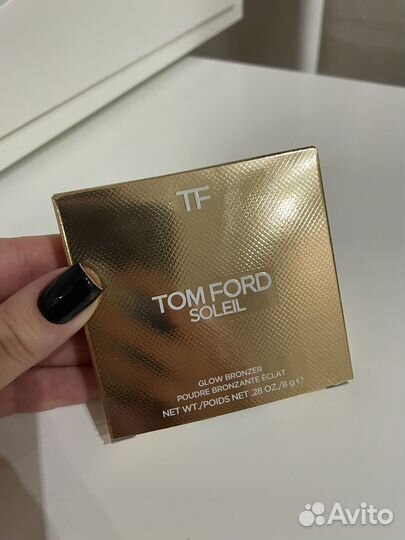 TF
TOM FORD
SOLEIL
GLOW BRONZER
POUDRE BRONZANTE ÉCLAT
NET WT./POIDS NET .28 OZ./8 g ℮
Avito